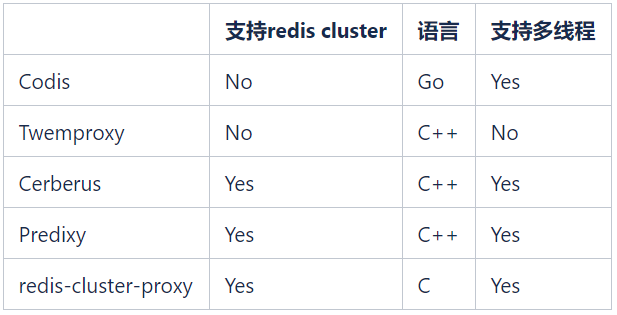 支持redis cluster 语言 支持多线程
Codis No Go Yes
Twemproxy No C++ No
Cerberus Yes C++ Yes
Predixy Yes C++ Yes
redis-cluster-proxy Yes C Yes